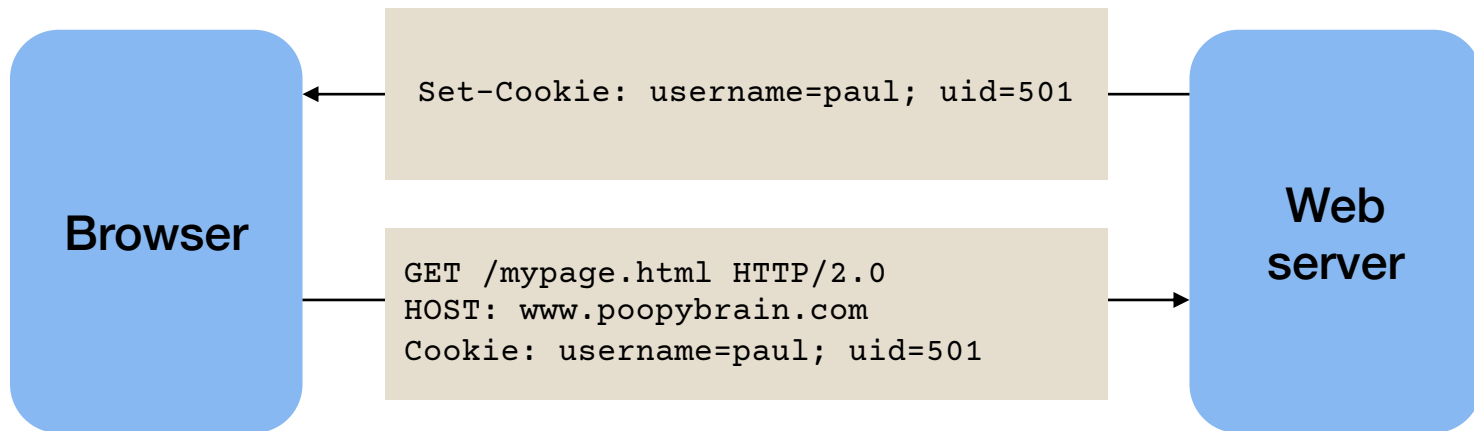 Set-Cookie: username=paul; uid=501
Browser
Web
server
GET /mypage.html HTTP/2.0
HOST: www.poopybrain.com
Cookie: username=paul; uid=501